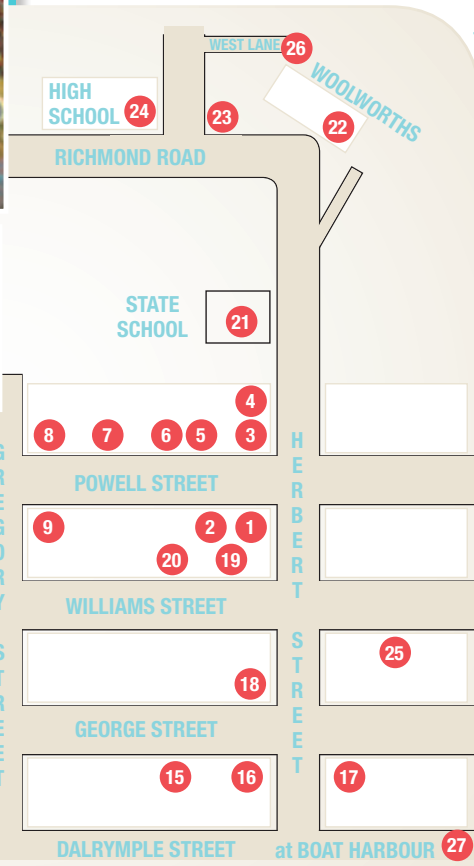 WEST LANE 26
WOOLWORTHS
HIGH
SCHOOL 24
23
22
RICHMOND ROAD
STATE
SCHOOL
21
4
8 7 6 5 3
HERBERT STREET
GREGORY STREET
POWELL STREET
9 2 1
20 19
WILLIAMS STREET
25
18
GEORGE STREET
15 16 17
DALRYMPLE STREET at BOAT HARBOUR 27